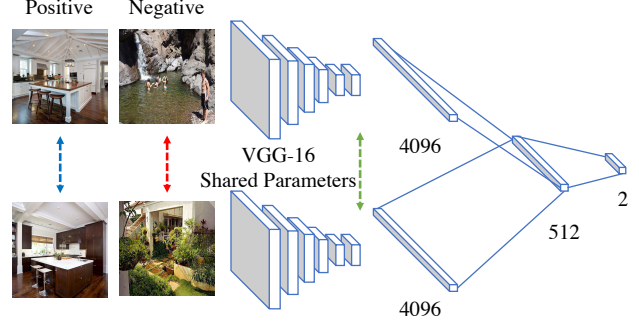 Positive
Negative
VGG-16
Shared Parameters
4096
4096
512
2